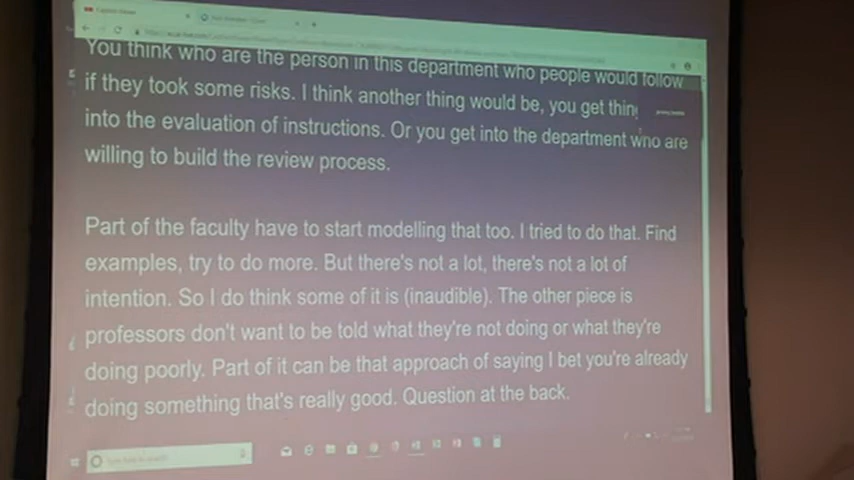 You think who are the person in this department who people would follow
if they took some risks. I think another thing would be, you get thing
into the evaluation of instructions. Or you get into the department who are
willing to build the review process.
Part of the faculty have to start modelling that too. I tried to do that. Find
examples, try to do more. But there's not a lot, there's not a lot of
intention. So I do think some of it is (inaudible). The other piece is
professors don't want to be told what they're not doing or what they're
doing poorly. Part of it can be that approach of saying I bet you're already
doing something that's really good. Question at the back.